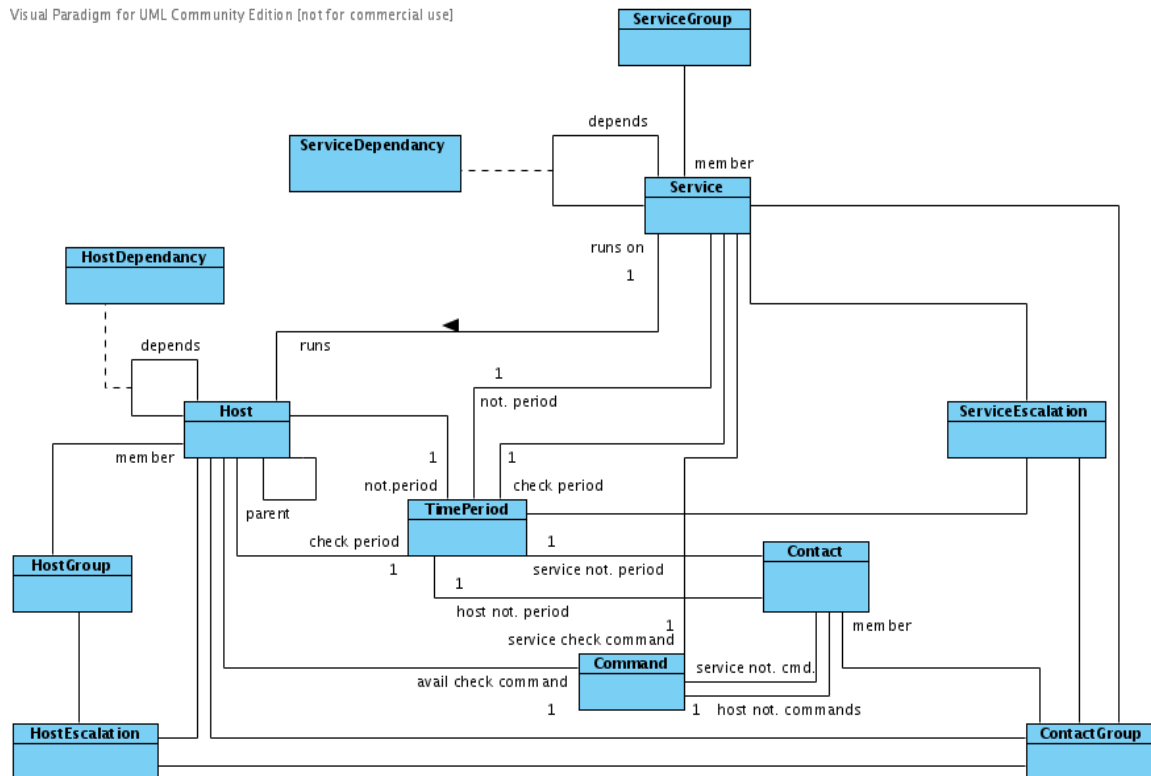 Visual Paradigm for UML Community Edition [not for commercial use]
ServiceGroup
depends
ServiceDependancy
member
Service
runs on
HostDependancy
1
depends
runs
1
not. period
Host
ServiceEscalation
member
1
1
not.period
check period
parent
TimePeriod
check period
1
Contact
HostGroup
1
service not. period
1
host not. period
1
member
service check command
Command
service not. cmd.
avail check command
1
1
host not. commands
HostEscalation
ContactGroup